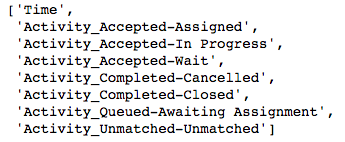 ['Time',
 'Activity_Accepted-Assigned',
 'Activity_Accepted-In Progress',
 'Activity_Accepted-Wait',
 'Activity_Completed-Cancelled',
 'Activity_Completed-Closed',
 'Activity_Queued-Awaiting Assignment',
 'Activity_Unmatched-Unmatched']